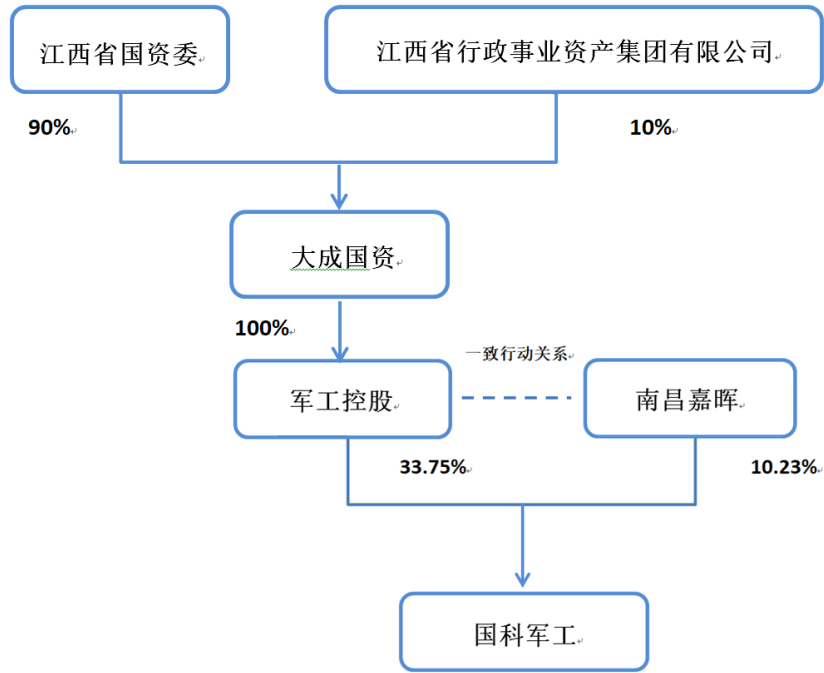 江西省国资委
江西省行政事业资产集团有限公司
90%
10%
大成国资
100%
一致行动关系
军工控股
南昌嘉晖
33.75%
10.23%
国科军工